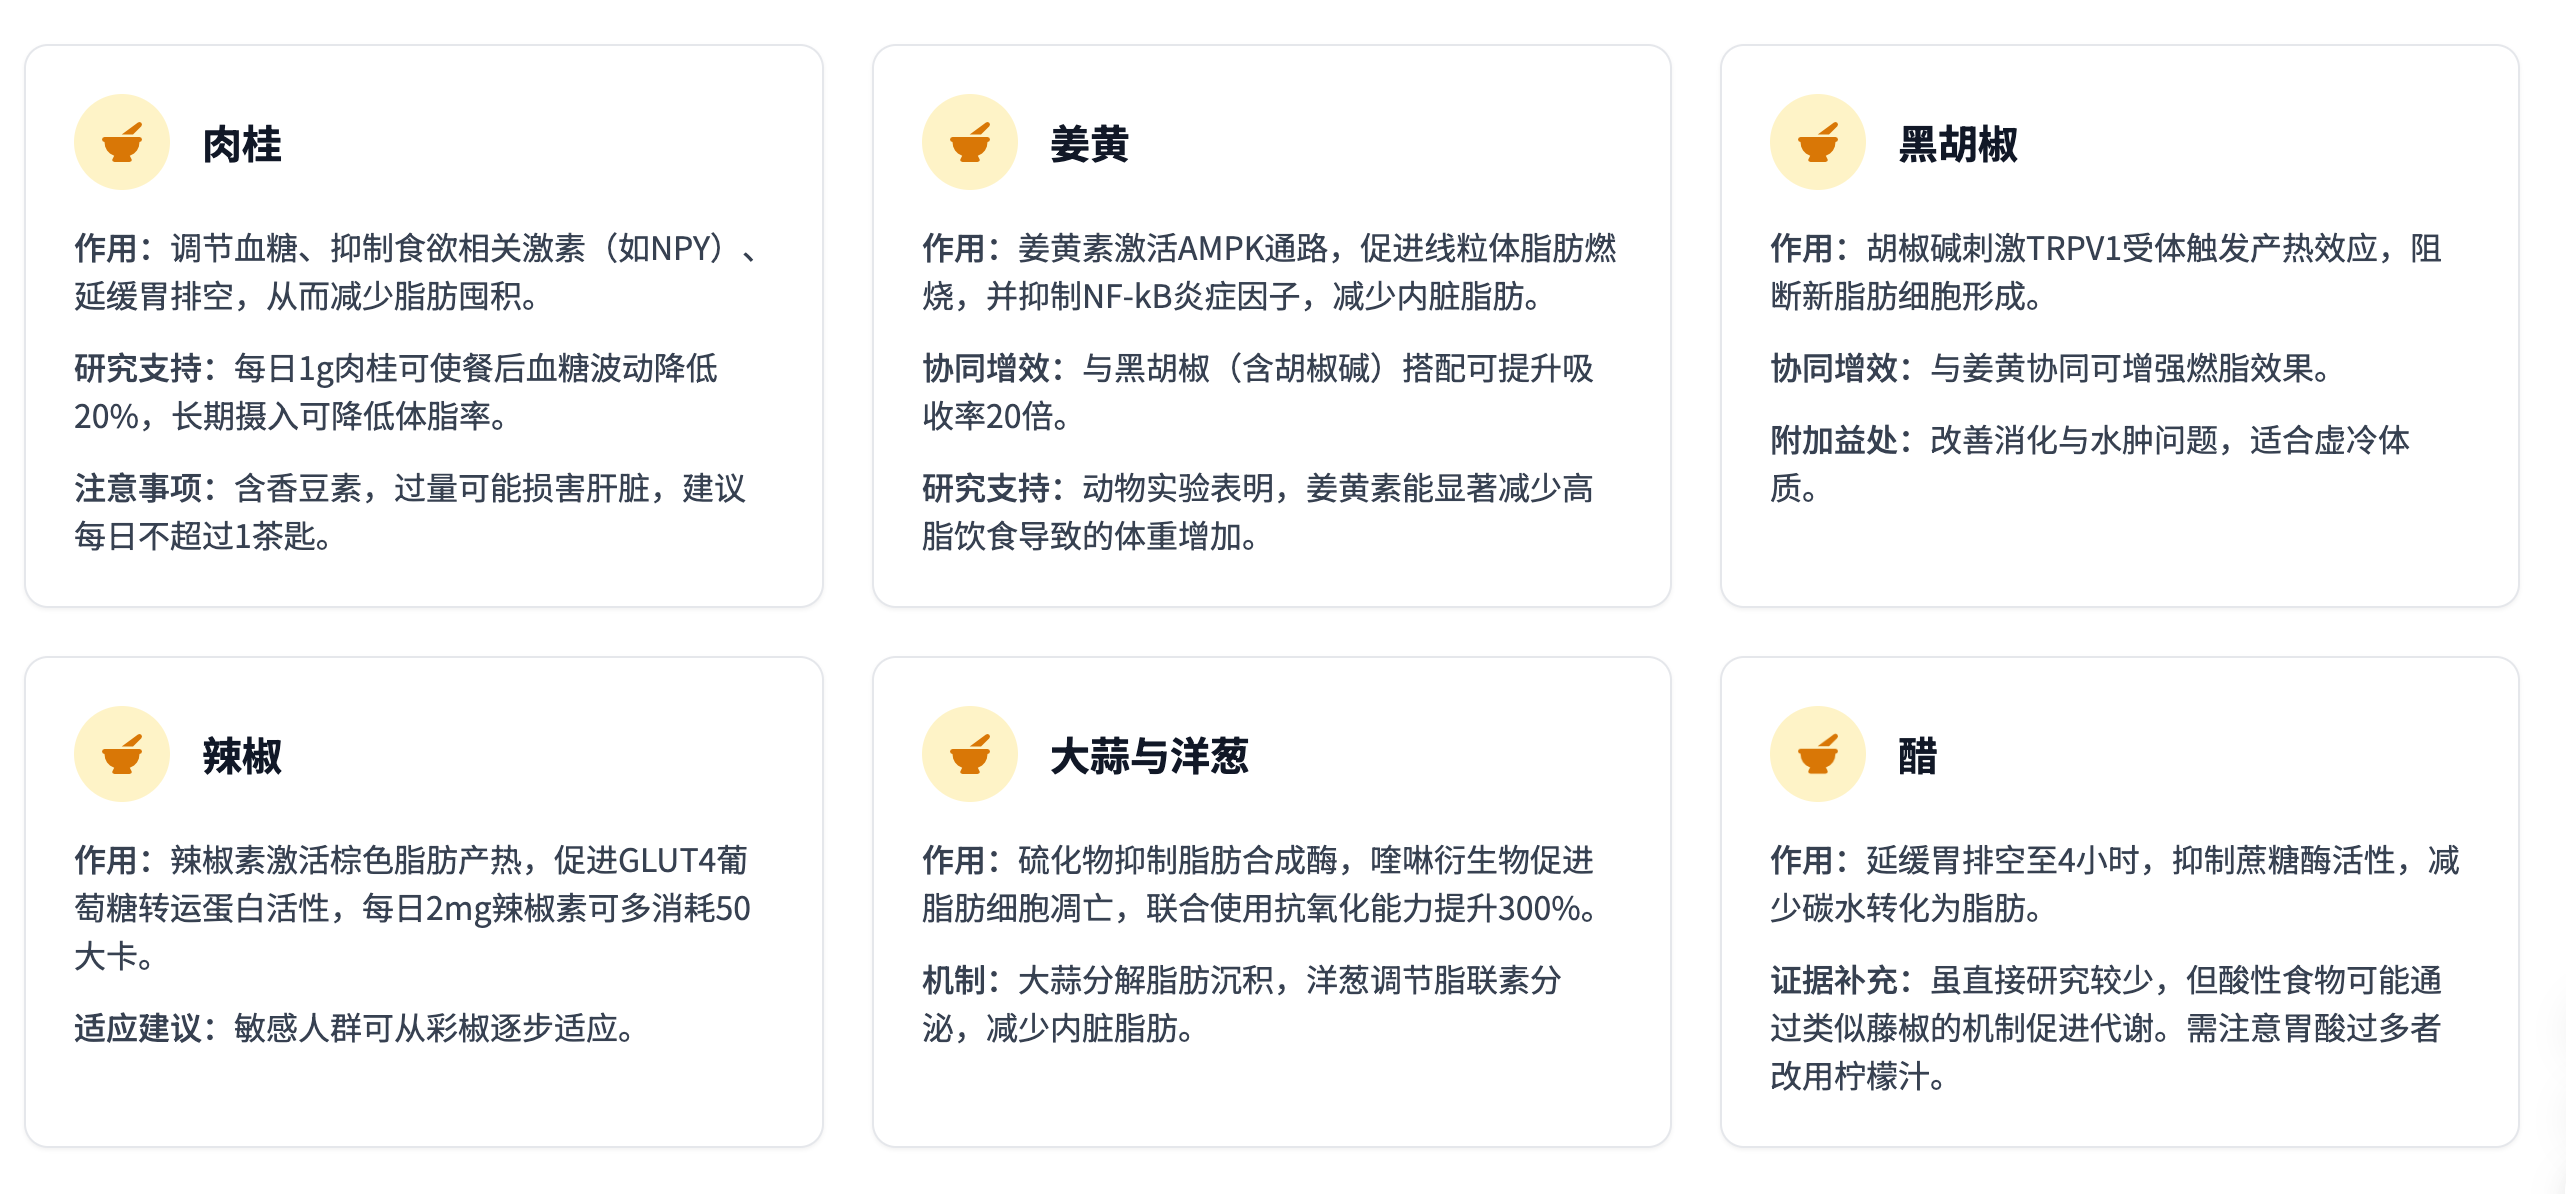 肉桂
作用：调节血糖、抑制食欲相关激素（如NPY）、
延缓胃排空，从而减少脂肪囤积。
研究支持：每日1g肉桂可使餐后血糖波动降低
20%，长期摄入可降低体脂率。
注意事项：含香豆素，过量可能损害肝脏，建议
每日不超过1茶匙。
姜黄
作用：姜黄素激活AMPK通路，促进线粒体脂肪燃
烧，并抑制NF-kB炎症因子，减少内脏脂肪。
协同增效：与黑胡椒（含胡椒碱）搭配可提升吸
收率20倍。
研究支持：动物实验表明，姜黄素能显著减少高
脂饮食导致的体重增加。
黑胡椒
作用：胡椒碱刺激TRPV1受体触发产热效应，阻
断新脂肪细胞形成。
协同增效：与姜黄协同可增强燃脂效果。
附加益处：改善消化与水肿问题，适合虚冷体
质。
辣椒
作用：辣椒素激活棕色脂肪产热，促进GLUT4葡
萄糖转运蛋白活性，每日2mg辣椒素可多消耗50
大卡。
适应建议：敏感人群可从彩椒逐步适应。
大蒜与洋葱
作用：硫化物抑制脂肪合成酶，喹啉衍生物促进
脂肪细胞凋亡，联合使用抗氧化能力提升300%。
机制：大蒜分解脂肪沉积，洋葱调节脂联素分
泌，减少内脏脂肪。
醋
作用：延缓胃排空至4小时，抑制蔗糖酶活性，减
少碳水转化为脂肪。
证据补充：虽直接研究较少，但酸性食物可能通
过类似藤椒的机制促进代谢。需注意胃酸过多者
改用柠檬汁。